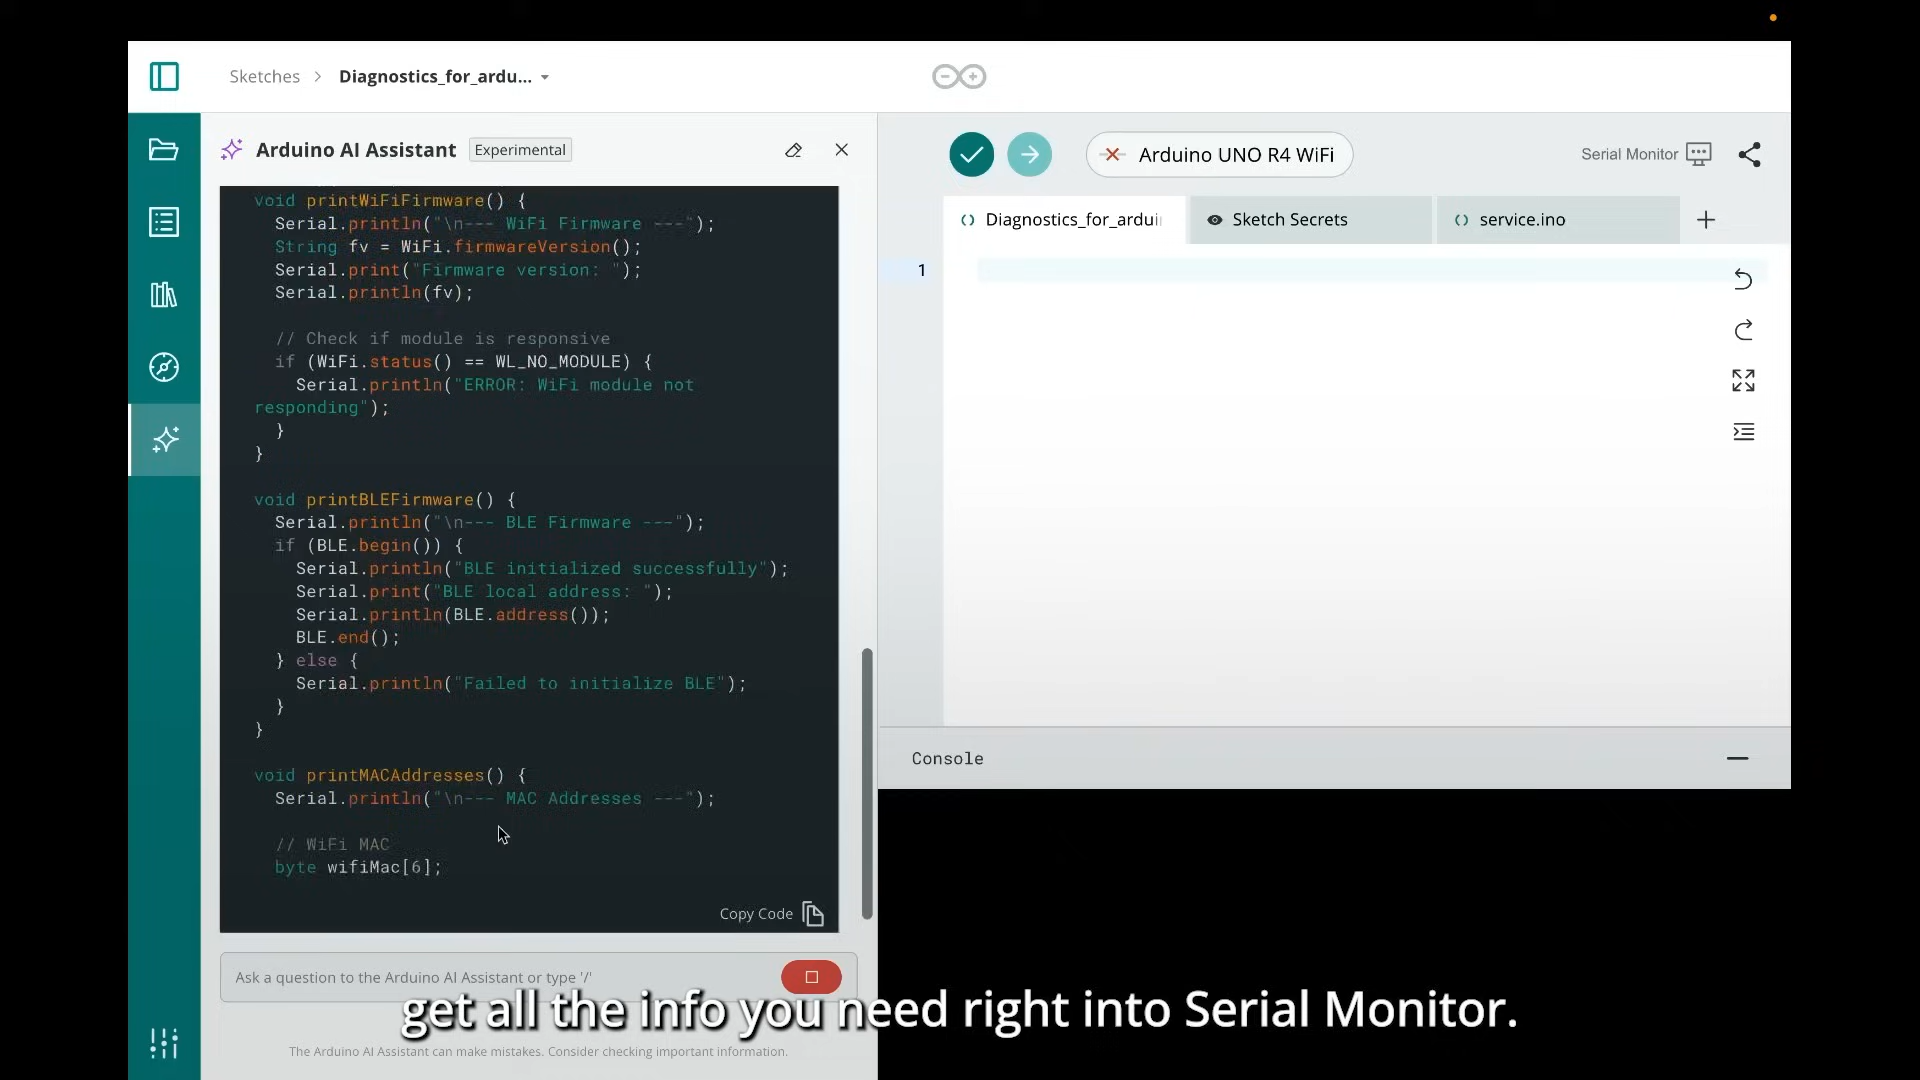 Sketches > Diagnostics_for_ardu...
Arduino AI Assistant Experimental
void printWiFiFirmware() {
Serial.println("\n--- WiFi Firmware ---");
String fv = WiFi.firmwareVersion();
Serial.print("Firmware version: ");
Serial.println(fv);
// Check if module is responsive
if (WiFi.status() == WL_NO_MODULE) {
Serial.println("ERROR: WiFi module not
responding");
}
}
void printBLEFirmware() {
Serial.println("\n--- BLE Firmware ---");
if (BLE.begin()) {
Serial.println("BLE initialized successfully");
Serial.print("BLE local address: ");
Serial.println(BLE.address());
BLE.end();
} else {
Serial.println("Failed to initialize BLE");
}
}
void printMACAddresses() {
Serial.println("\n--- MAC Addresses ---");
// WiFi MAC
byte wifiMac[6];
Copy Code
Ask a question to the Arduino AI Assistant or type '/'
The Arduino AI Assistant can make mistakes. Consider checking important information.
Arduino UNO R4 WiFi
Serial Monitor
Diagnostics_for_ardui
Sketch Secrets
service.ino
1
Console
get all the info you need right into Serial Monitor.